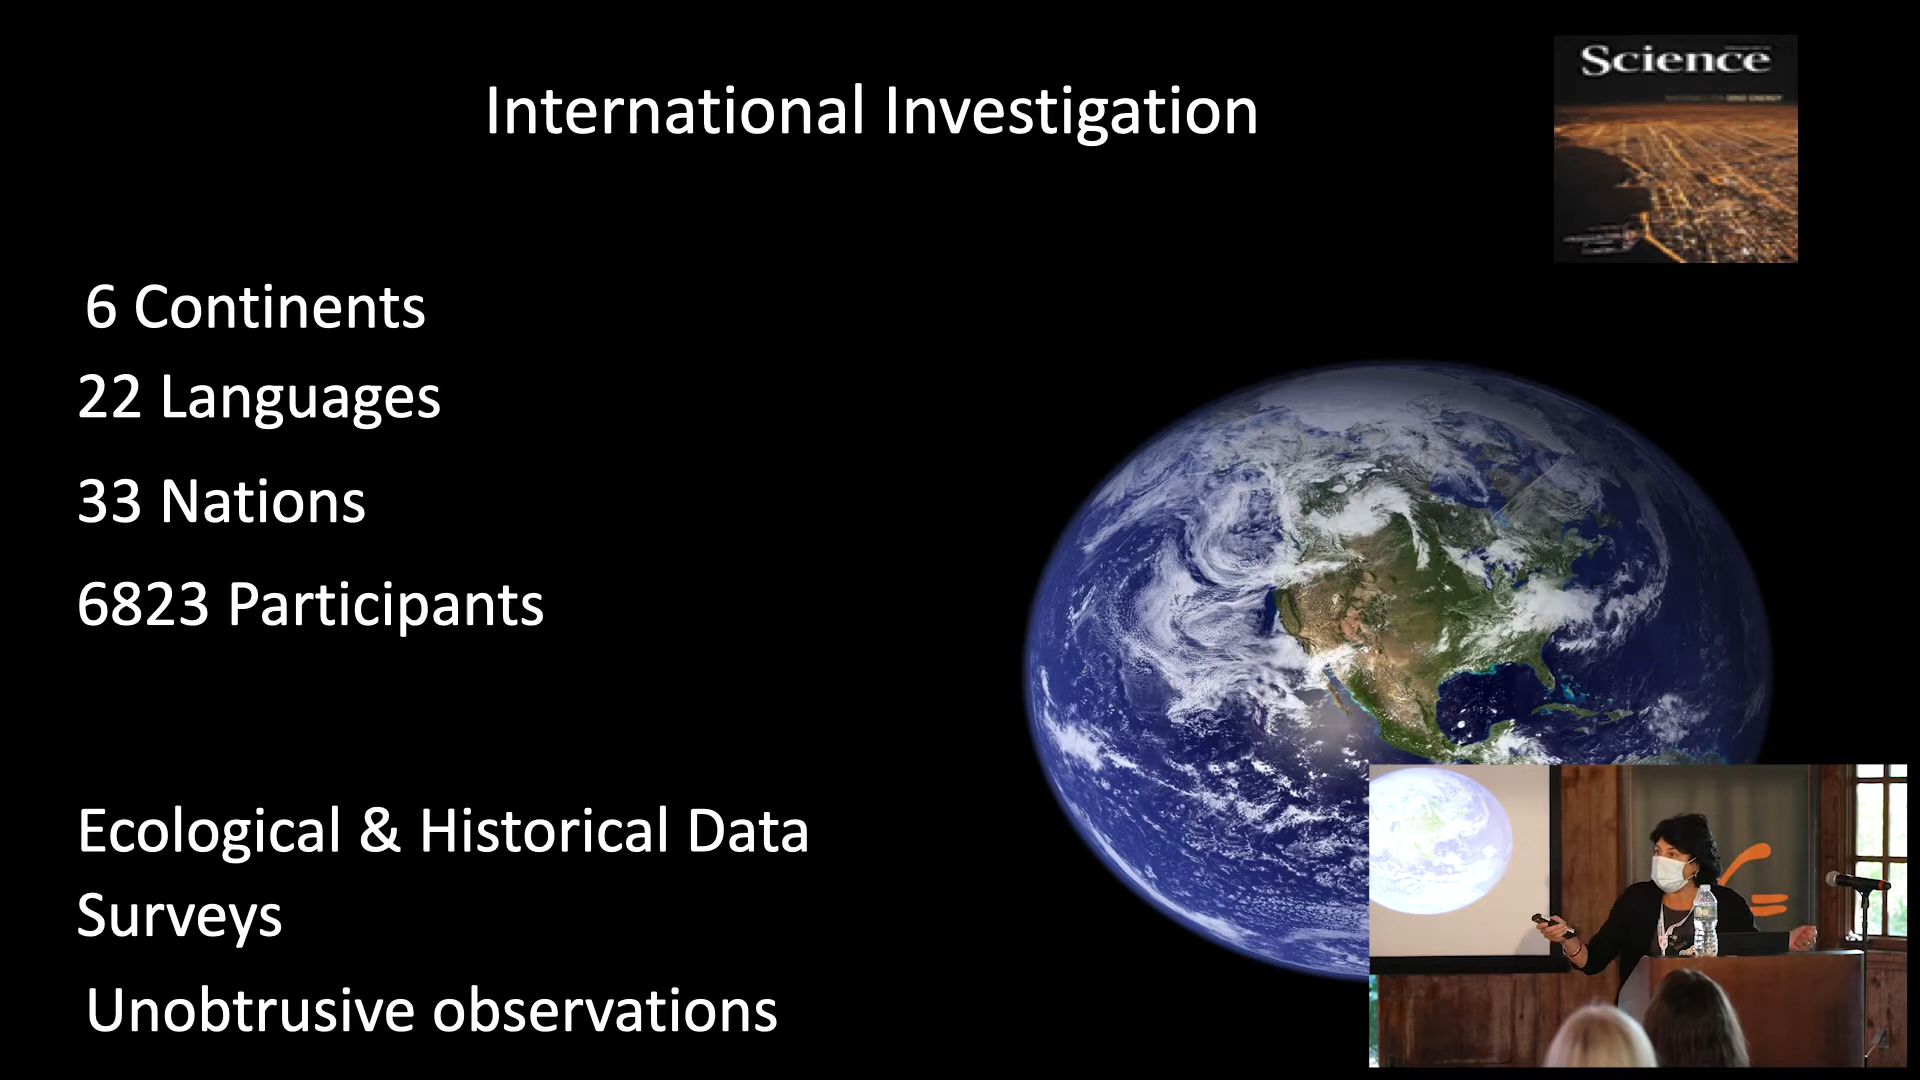 International Investigation
Science
6 Continents
22 Languages
33 Nations
6823 Participants
Ecological & Historical Data
Surveys
Unobtrusive observations